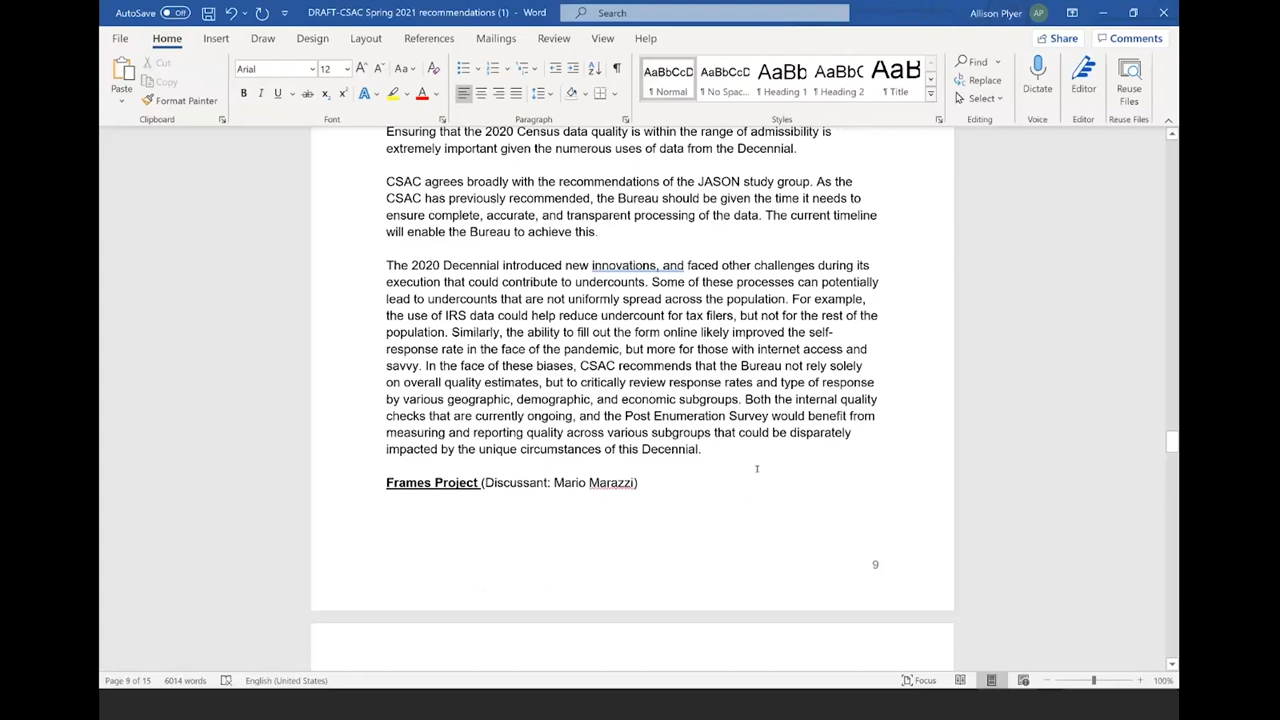 AutoSave Off DRAFT-CSAC Spring 2021 recommendations (1) - Word Search Allison Plyer AP
File Home Insert Draw Design Layout References Mailings Review View Help Share Comments
Paste Cut Copy Format Painter Clipboard
Arial 12 Aa B I U ab x₂ x² A A Font
Paragraph
AaBbCcD AaBbCcD AaBb( AaBbC AaB
¶ Normal ¶ No Spac... ¶ Heading 1 ¶ Heading 2 ¶ Title
Styles
Find Replace Select Editing
Dictate Voice
Editor Editor
Reuse Files Reuse Files
Ensuring that the 2020 Census data quality is within the range of admissibility is
extremely important given the numerous uses of data from the Decennial.
CSAC agrees broadly with the recommendations of the JASON study group. As the
CSAC has previously recommended, the Bureau should be given the time it needs to
ensure complete, accurate, and transparent processing of the data. The current timeline
will enable the Bureau to achieve this.
The 2020 Decennial introduced new innovations, and faced other challenges during its
execution that could contribute to undercounts. Some of these processes can potentially
lead to undercounts that are not uniformly spread across the population. For example,
the use of IRS data could help reduce undercount for tax filers, but not for the rest of the
population. Similarly, the ability to fill out the form online likely improved the self-
response rate in the face of the pandemic, but more for those with internet access and
savvy. In the face of these biases, CSAC recommends that the Bureau not rely solely
on overall quality estimates, but to critically review response rates and type of response
by various geographic, demographic, and economic subgroups. Both the internal quality
checks that are currently ongoing, and the Post Enumeration Survey would benefit from
measuring and reporting quality across various subgroups that could be disparately
impacted by the unique circumstances of this Decennial.
Frames Project (Discussant: Mario Marazzi)
9
Page 9 of 15 6014 words English (United States) Focus 100%